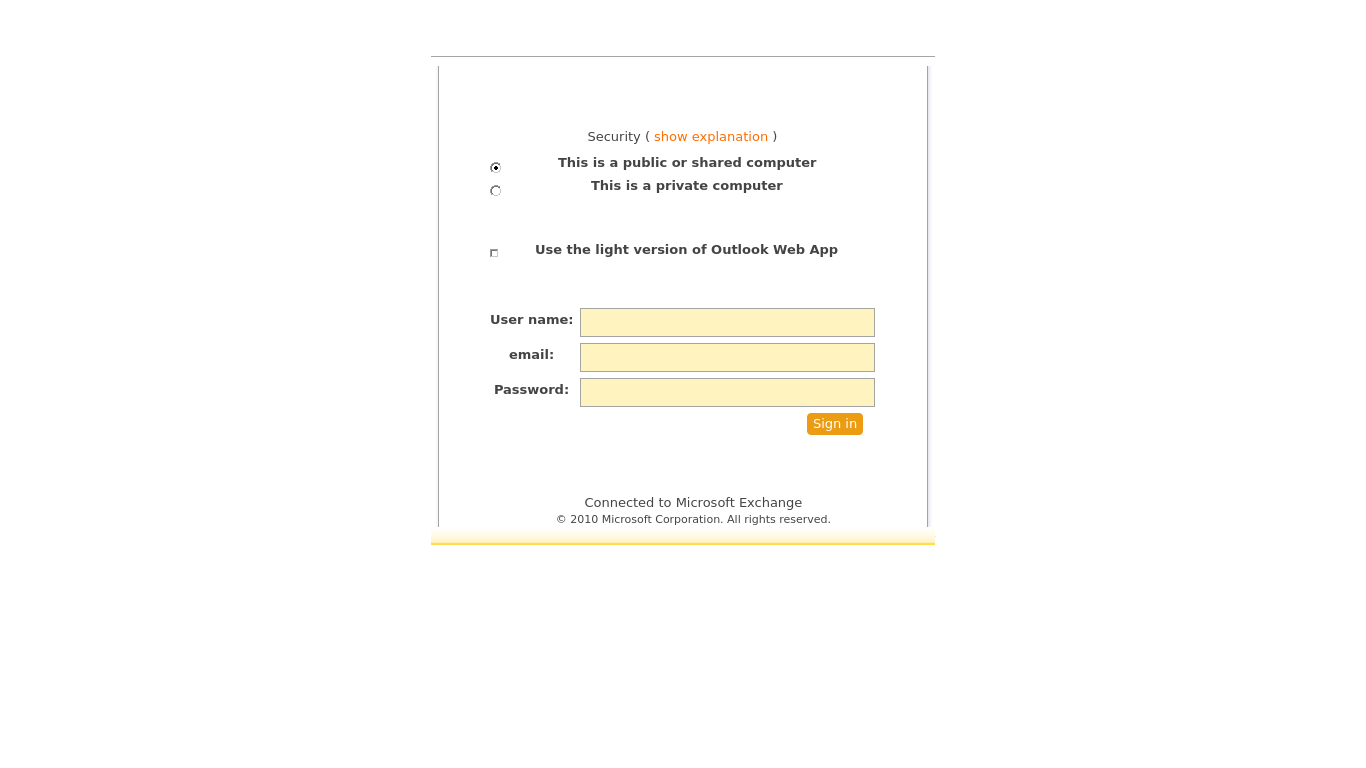 Security ( show explanation )
This is a public or shared computer
This is a private computer
Use the light version of Outlook Web App
User name:
email:
Password:
Sign in
Connected to Microsoft Exchange
© 2010 Microsoft Corporation. All rights reserved.